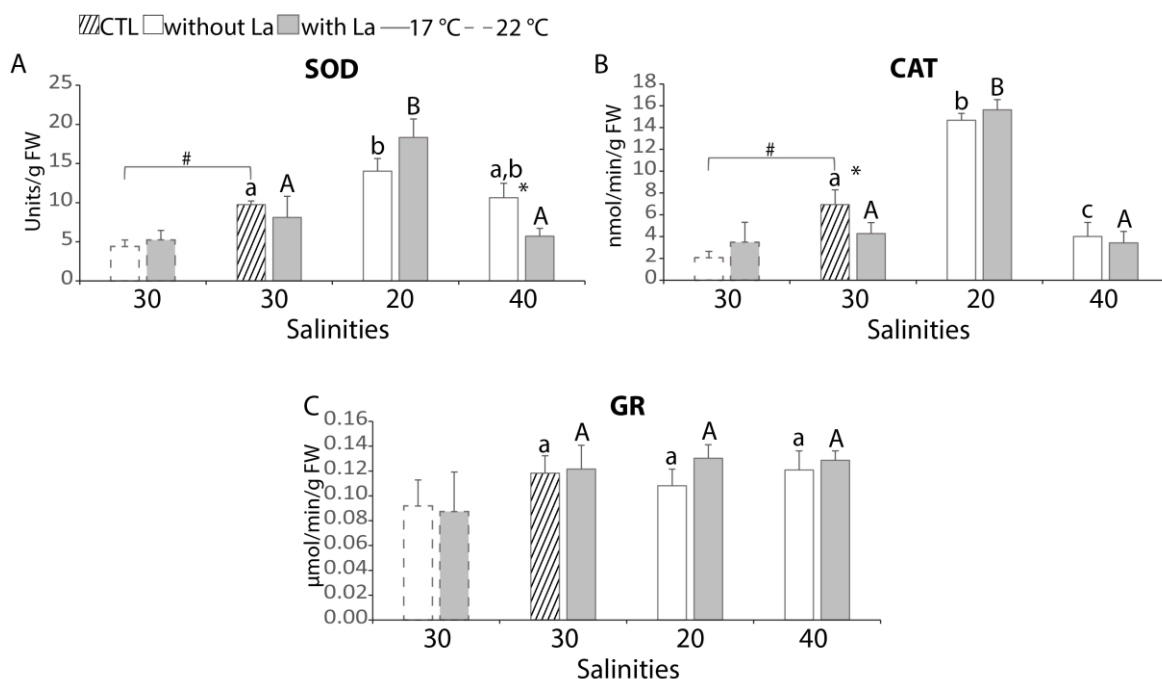 CTL without La with La 17 °C 22 °C
A SOD
Units/g FW
25
20
15
10
5
0
#
a A b B a,b * A
30 30 20 40
Salinities
B CAT
nmol/min/g FW
18
16
14
12
10
8
6
4
2
0
#
a * A b B c A
30 30 20 40
Salinities
C GR
µmol/min/g FW
0.16
0.14
0.12
0.10
0.08
0.06
0.04
0.02
0.00
a A a A a A
30 30 20 40
Salinities